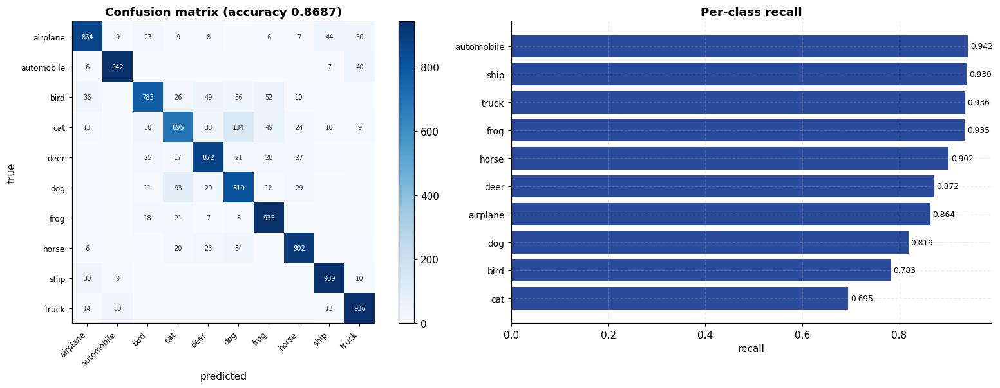 Confusion matrix (accuracy 0.8687)
airplane 864 9 23 9 8 6 7 44 30
automobile 6 942 7 40
bird 36 783 26 49 36 52 10
cat 13 30 695 33 134 49 24 10 9
deer 25 17 872 21 28 27
dog 11 93 29 819 12 29
frog 18 21 7 8 935
horse 6 20 23 34 902
ship 30 9 939 10
truck 14 30 13 936
airplane automobile bird cat deer dog frog horse ship truck
predicted
true
800
600
400
200
0
Per-class recall
automobile 0.942
ship 0.939
truck 0.936
frog 0.935
horse 0.902
deer 0.872
airplane 0.864
dog 0.819
bird 0.783
cat 0.695
0.0 0.2 0.4 0.6 0.8
recall